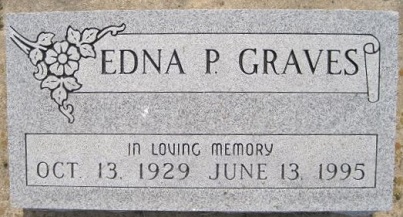 EDNA P. GRAVES
IN LOVING MEMORY
OCT. 13, 1929 JUNE 13, 1995